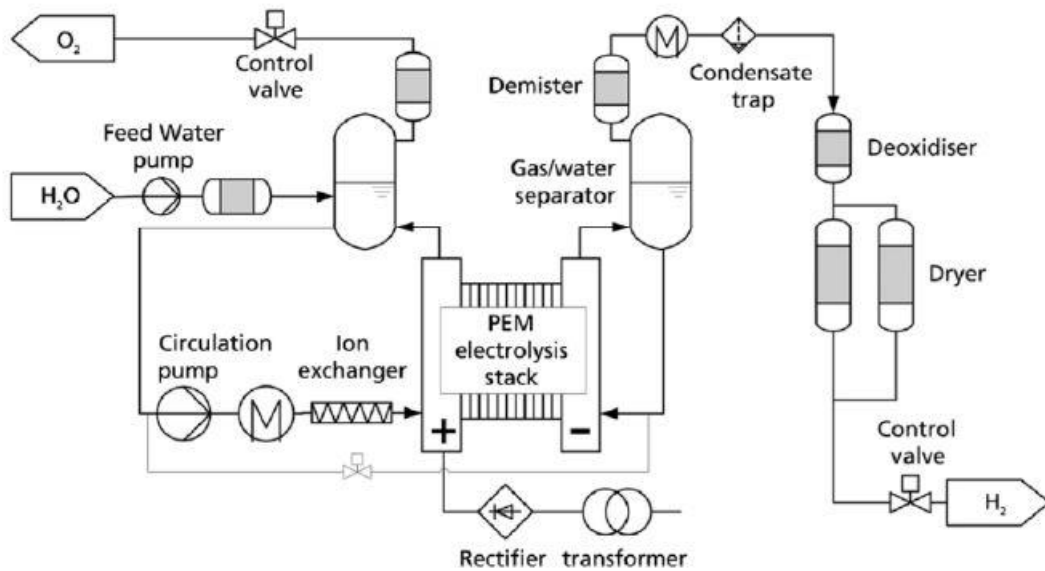 O₂
Control
valve
Feed Water
pump
H₂O
Demister
Condensate
trap
Gas/water
separator
Deoxidiser
Dryer
PEM
electrolysis
stack
Circulation
pump
Ion
exchanger
M
M
+
-
Control
valve
H₂
Rectifier
transformer